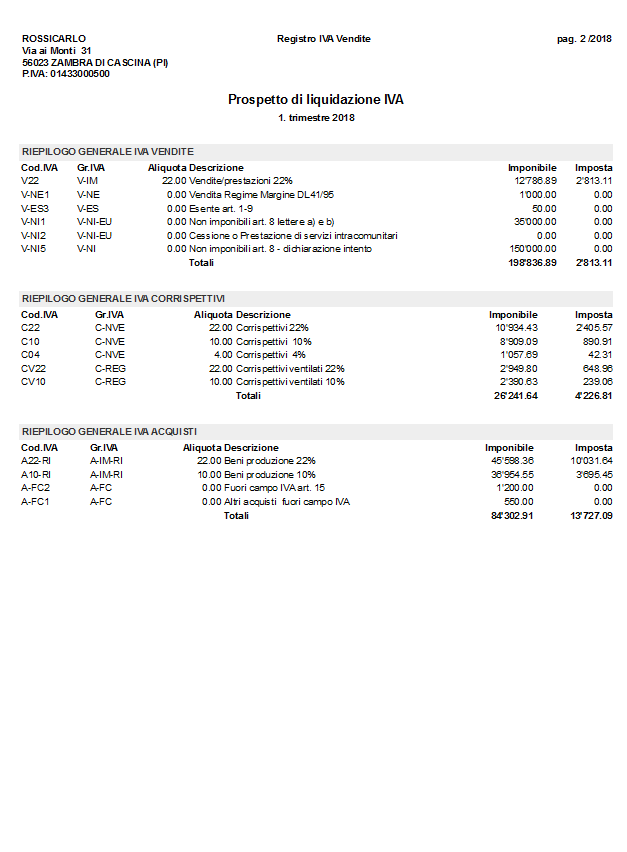 ROSSICARLO Registro IVA Vendite pag. 2 /2018
Via ai Monti 31
56023 ZAMBRA DI CASCINA (PI)
P.IVA: 01433000500
Prospetto di liquidazione IVA
1. trimestre 2018
RIEPILOGO GENERALE IVA VENDITE
Cod.IVA Gr.IVA Aliquota Descrizione Imponibile Imposta
V22 V-IM 22.00 Vendite/prestazioni 22% 12'786.89 2'813.11
V-NE1 V-NE 0.00 Vendita Regime Margine DL41/95 1'000.00 0.00
V-ES3 V-ES 0.00 Esente art. 1-9 50.00 0.00
V-NI1 V-NI-EU 0.00 Non imponibili art. 8 lettere a) e b) 35'000.00 0.00
V-NI2 V-NI-EU 0.00 Cessione o Prestazione di servizi intracomunitari 0.00 0.00
V-NI5 V-NI 0.00 Non imponibili art. 8 - dichiarazione intento 150'000.00 0.00
Totali 198'836.89 2'813.11
RIEPILOGO GENERALE IVA CORRISPETTIVI
Cod.IVA Gr.IVA Aliquota Descrizione Imponibile Imposta
C22 C-NVE 22.00 Corrispettivi 22% 10'934.43 2'405.57
C10 C-NVE 10.00 Corrispettivi 10% 8'909.09 890.91
C04 C-NVE 4.00 Corrispettivi 4% 1'057.69 42.31
CV22 C-REG 22.00 Corrispettivi ventilati 22% 2'949.80 648.96
CV10 C-REG 10.00 Corrispettivi ventilati 10% 2'390.63 239.06
Totali 26'241.64 4'226.81
RIEPILOGO GENERALE IVA ACQUISTI
Cod.IVA Gr.IVA Aliquota Descrizione Imponibile Imposta
A22-RI A-IM-RI 22.00 Beni produzione 22% 45'598.36 10'031.64
A10-RI A-IM-RI 10.00 Beni produzione 10% 36'954.55 3'695.45
A-FC2 A-FC 0.00 Fuori campo IVA art. 15 1'200.00 0.00
A-FC1 A-FC 0.00 Altri acquisti fuori campo IVA 550.00 0.00
Totali 84'302.91 13'727.09